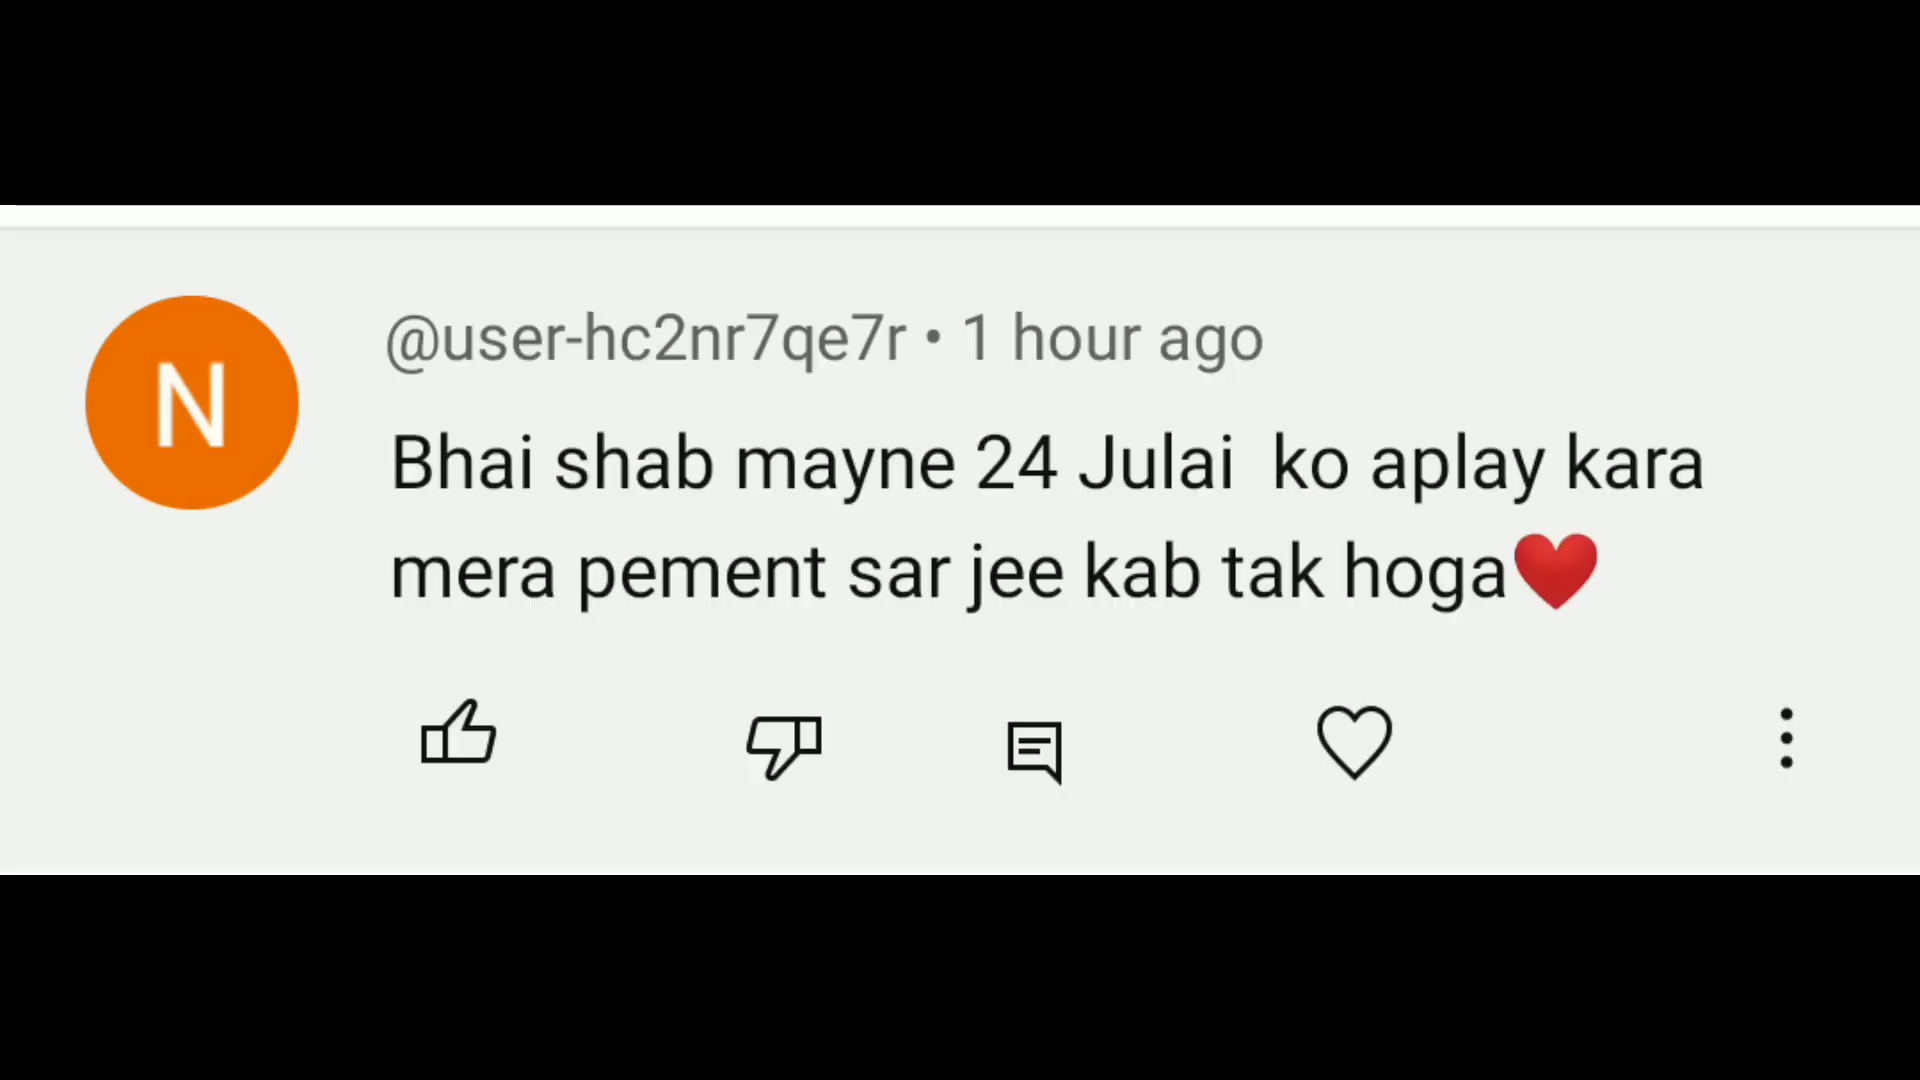 N
@user-hc2nr7qe7r • 1 hour ago
Bhai shab mayne 24 Julai  ko aplay kara
mera pement sar jee kab tak hoga❤️